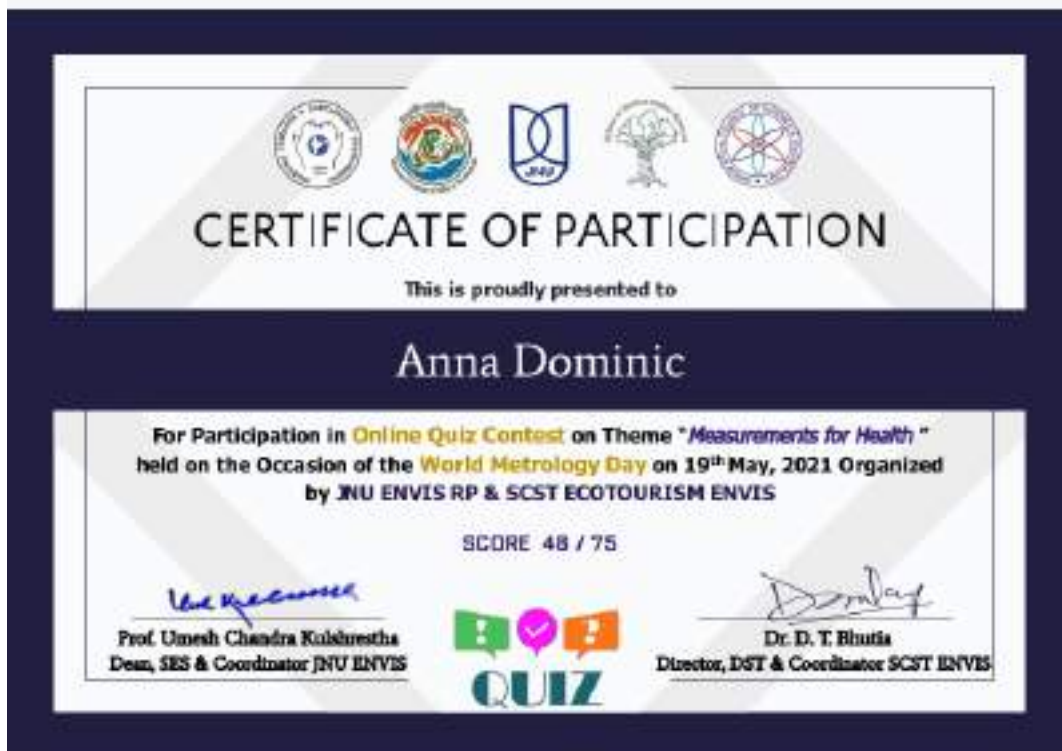 JNU
CERTIFICATE OF PARTICIPATION
This is proudly presented to
Anna Dominic
For Participation in Online Quiz Contest on Theme "Measurements for Health "
held on the Occasion of the World Metrology Day on 19th May, 2021 Organized
by JNU ENVIS RP & SCST ECOTOURISM ENVIS
SCORE 48 / 75
Prof. Umesh Chandra Kulshrestha
Dean, SES & Coordinator JNU ENVIS
! ?
QUIZ
Dr. D. T. Bhutia
Director, DST & Coordinator SCST ENVIS